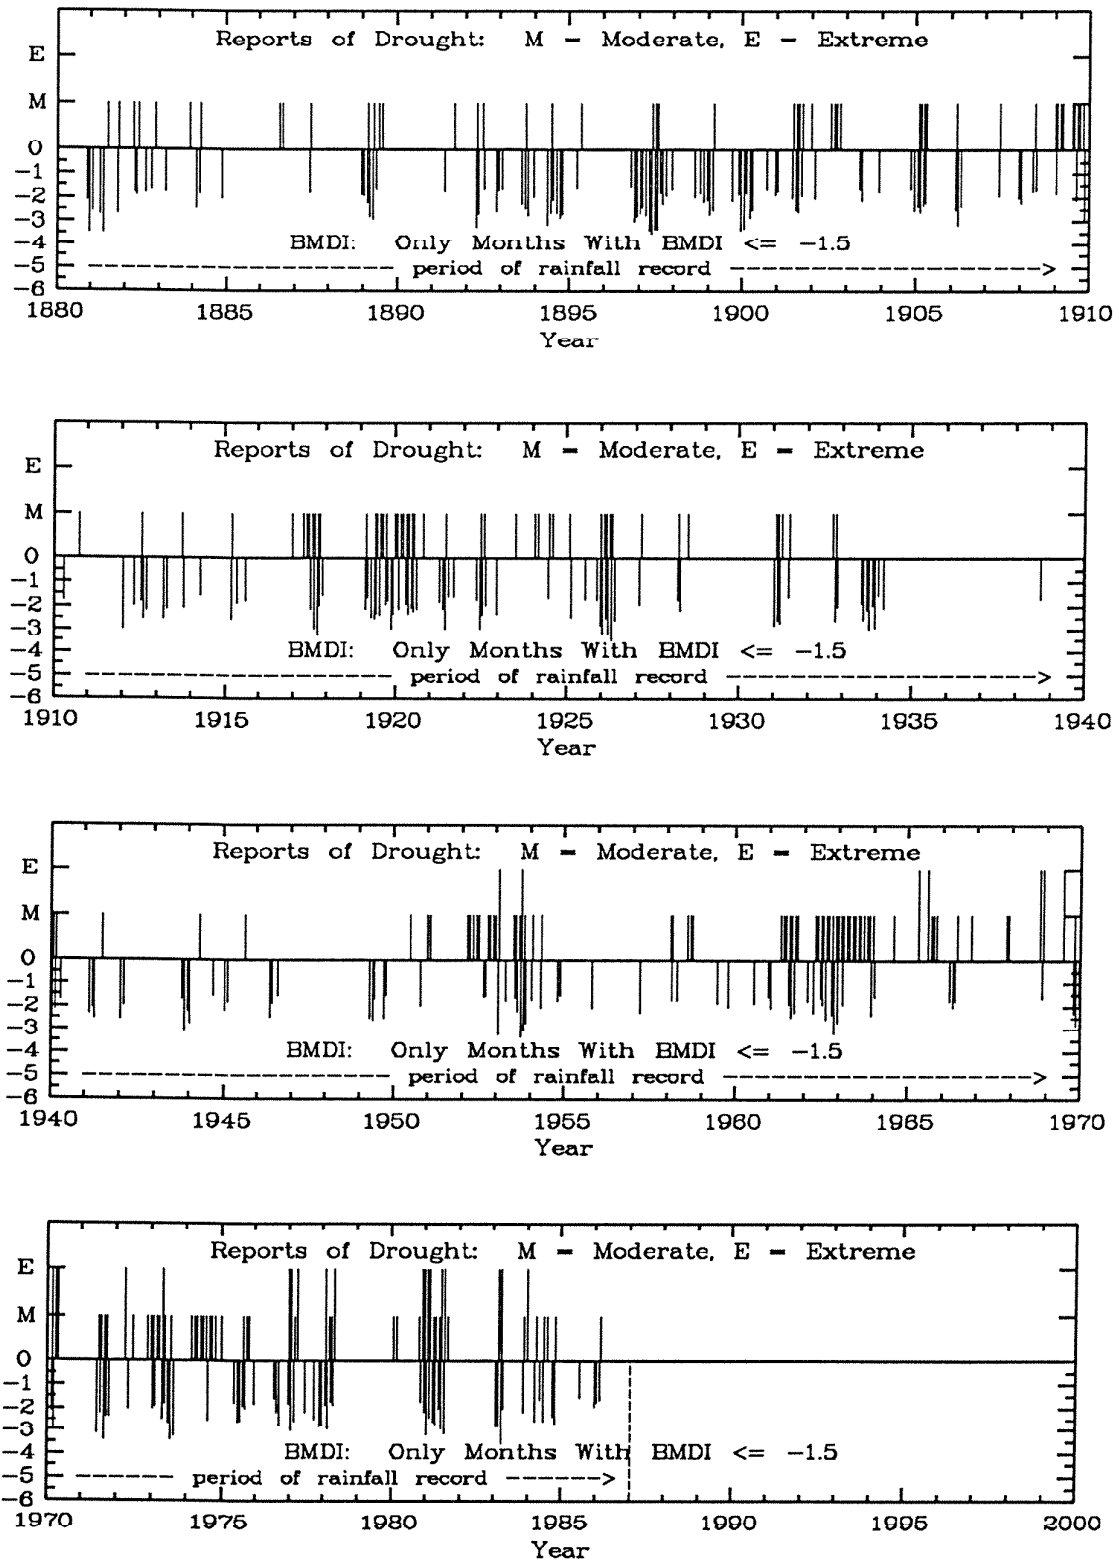 Reports of Drought: M - Moderate, E - Extreme
E
M
0
-1
-2
-3
-4
-5
-6
BMDI: Only Months With BMDI <= -1.5
period of rainfall record
1880 1885 1890 1895 1900 1905 1910
Year
Reports of Drought: M - Moderate, E - Extreme
E
M
0
-1
-2
-3
-4
-5
-6
BMDI: Only Months With BMDI <= -1.5
period of rainfall record
1910 1915 1920 1925 1930 1935 1940
Year
Reports of Drought: M - Moderate, E - Extreme
E
M
0
-1
-2
-3
-4
-5
-6
BMDI: Only Months With BMDI <= -1.5
period of rainfall record
1940 1945 1950 1955 1960 1965 1970
Year
Reports of Drought: M - Moderate, E - Extreme
E
M
0
-1
-2
-3
-4
-5
-6
BMDI: Only Months With BMDI <= -1.5
period of rainfall record
1970 1975 1980 1985 1990 1995 2000
Year